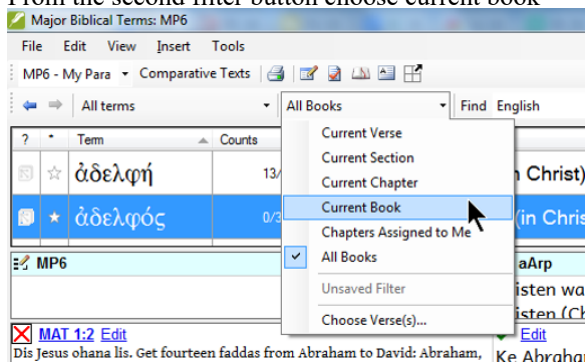 From the second filter button choose current book
Major Biblical Terms: MP6
File Edit View Insert Tools
MP6 - My Para Comparative Texts
All terms All Books Find English
? Term Counts
Current Verse
Current Section
ἀδελφή 13/ Current Chapter n Christ)
ἀδελφός 0/3 Current Book (in Chris
Chapters Assigned to Me
MP6 All Books aArp
Unsaved Filter isten wa
Choose Verse(s)... isten (Ch
MAT 1:2 Edit Edit
Dis Jesus ohana lis. Get fourteen faddas from Abraham to David: Abraham, Ke Abraha